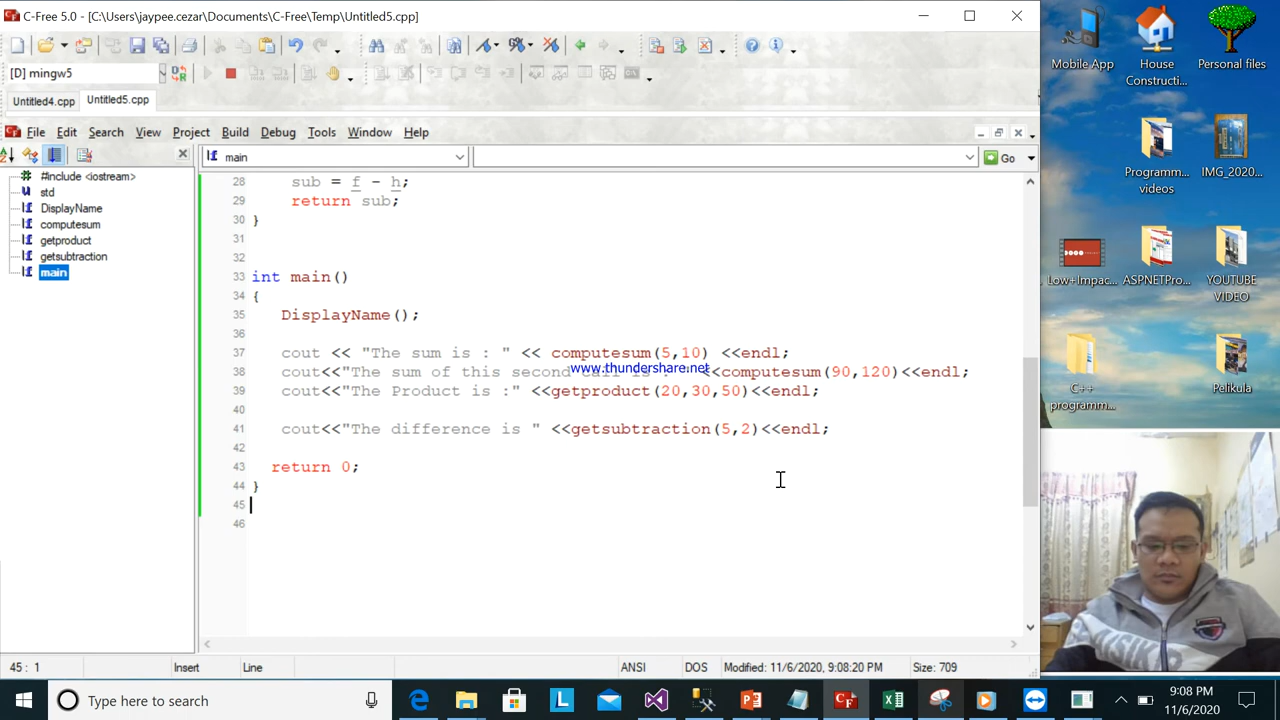 C-Free 5.0 - [C:\Users\jaypee.cezar\Documents\C-Free\Temp\Untitled5.cpp]
[D] mingw5
Untitled4.cpp
Untitled5.cpp
File Edit Search View Project Build Debug Tools Window Help
main
Go
#include <iostream>
std
DisplayName
computesum
getproduct
getsubtraction
main
28 sub = f - h;
29 return sub;
30 }
31
32
33 int main()
34 {
35 DisplayName();
36
37 cout << "The sum is : " << computesum(5,10) <<endl;
www.thundershare.net
38 cout<<"The sum of this second call is : " <<computesum(90,120)<<endl;
39 cout<<"The Product is :" <<getproduct(20,30,50)<<endl;
40
41 cout<<"The difference is " <<getsubtraction(5,2)<<endl;
42
43 return 0;
44 }
45
46
45 : 1 Insert Line ANSI DOS Modified: 11/6/2020, 9:08:20 PM Size: 709
Mobile App
House Constructi...
Personal files
Programm... videos
IMG_2020...
Low+Impac...
ASPNETPro...
YOUTUBE VIDEO
C++ programm...
Pelikula
Type here to search
9:08 PM
11/6/2020